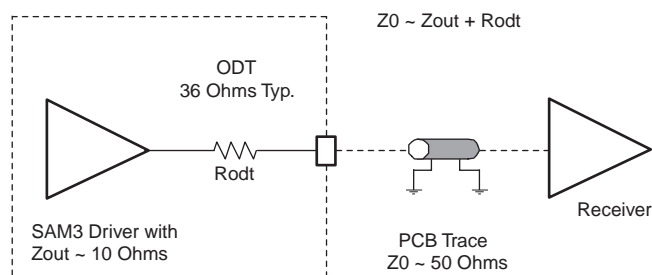 Z0 ~ Zout + Rodt
ODT
36 Ohms Typ.
Rodt
Receiver
SAM3 Driver with
Zout ~ 10 Ohms
PCB Trace
Z0 ~ 50 Ohms